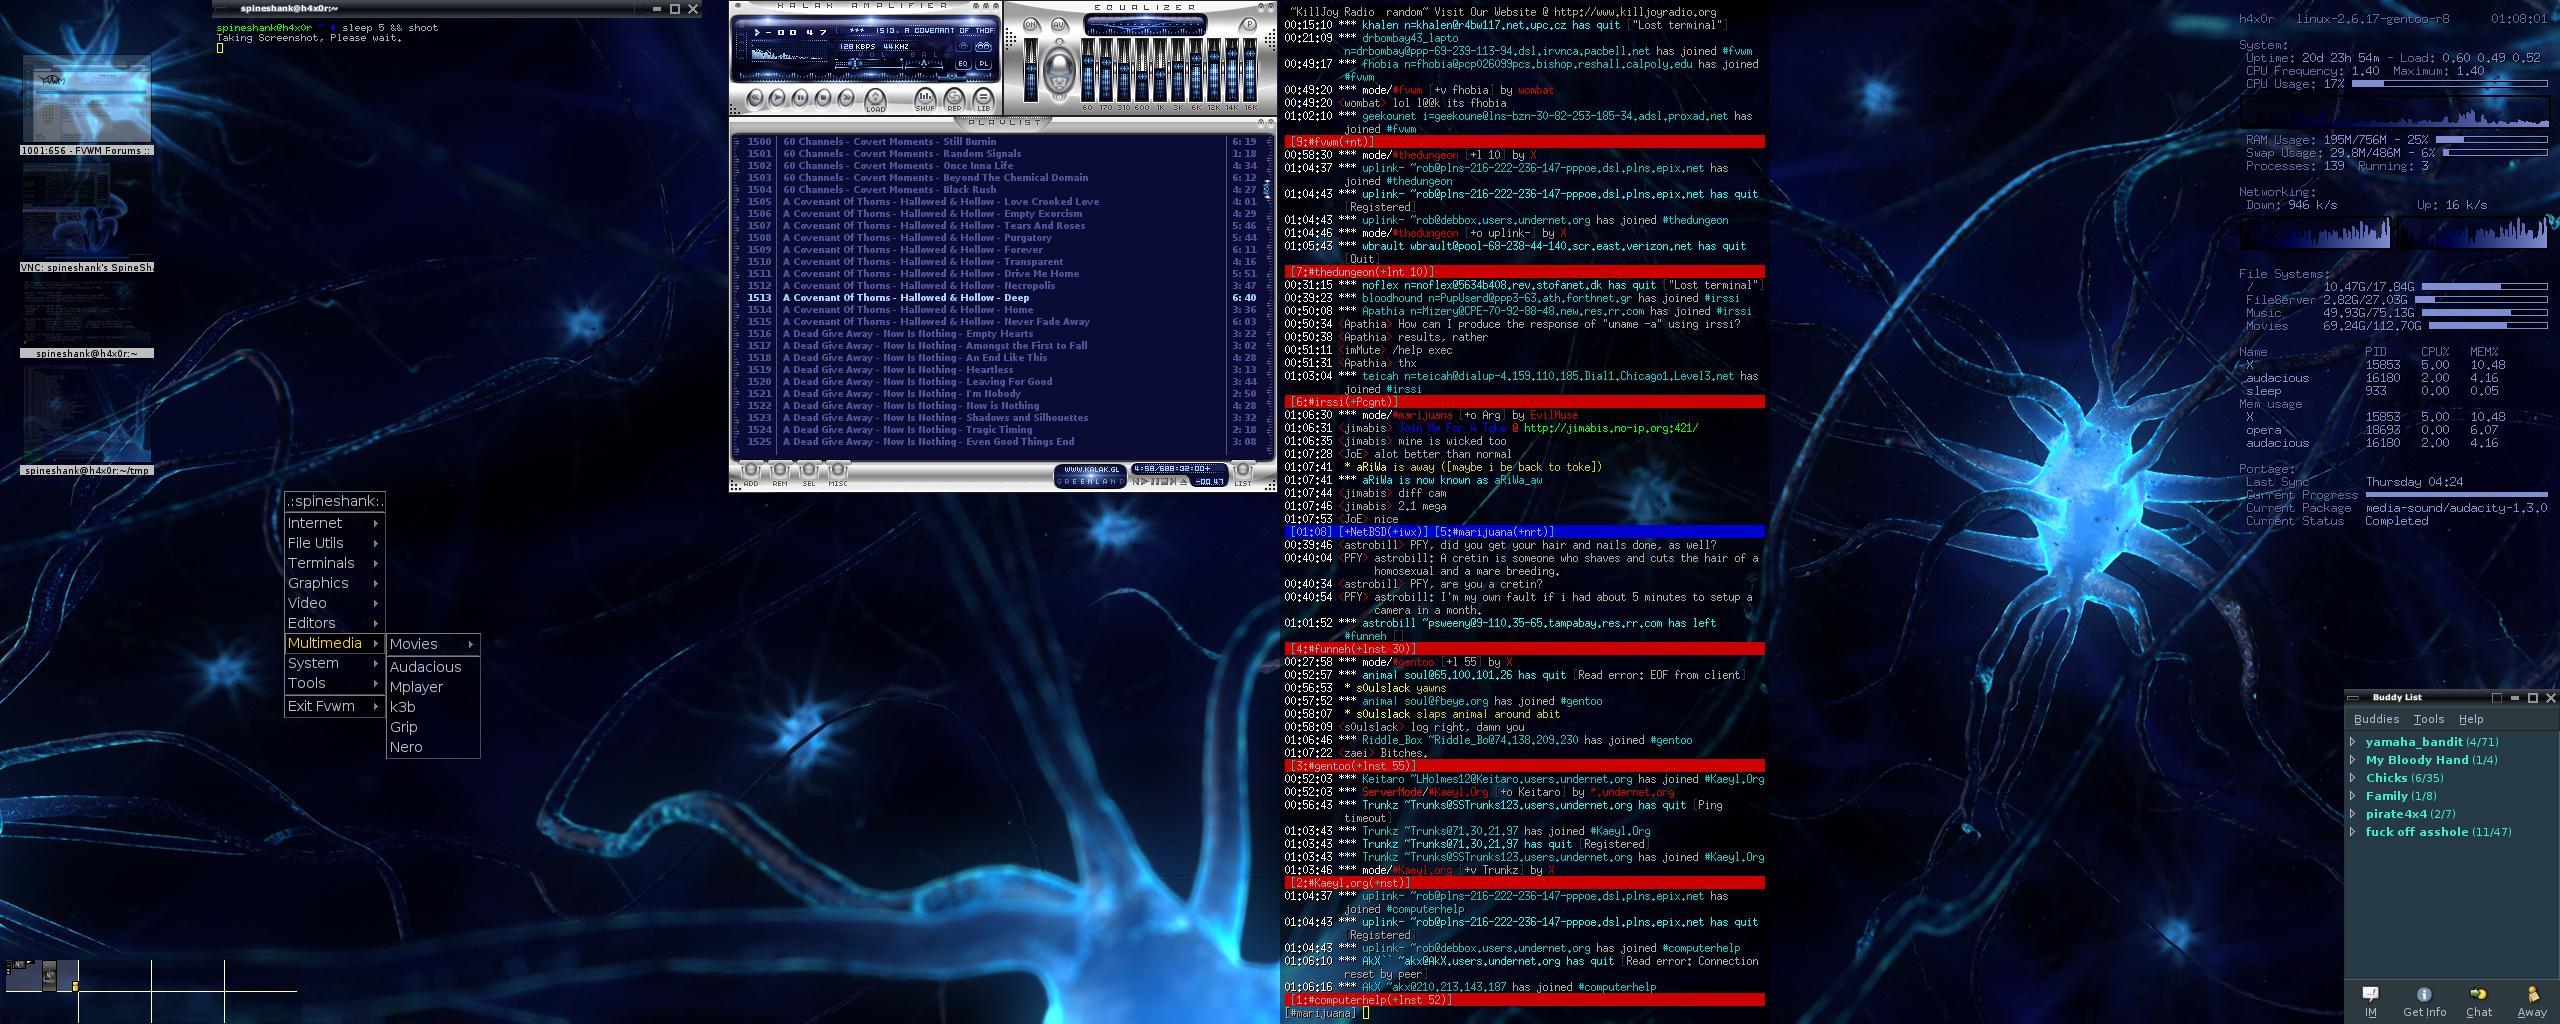 spineshank@h4x0r:~
spineshank@h4x0r ~ $ sleep 5 && shoot
Taking Screenshot, Please wait.
1001:656 - FVWM Forums ::
VNC: spineshank's SpineSh
spineshank@h4x0r:~
spineshank@h4x0r:~/tmp
.:spineshank:.
Internet
File Utils
Terminals
Graphics
Video
Editors
Multimedia
System
Tools
Exit Fvwm
Movies
Audacious
Mplayer
k3b
Grip
Nero
KALAK AMPLIFIER
-00 47
*** 1513. A COVENANT OF THOR
128 KBPS 44 KHZ
BAL
EQ PL
LOAD SHUF REP LIB
EQUALIZER
ON AU P
60 170 310 600 1K 3K 6K 12K 14K 16K
PLAYLIST
1500 60 Channels - Covert Moments - Still Burnin 6: 19
1501 60 Channels - Covert Moments - Random Signals 1: 18
1502 60 Channels - Covert Moments - Once Inna Life 4: 34
1503 60 Channels - Covert Moments - Beyond The Chemical Domain 6: 12
1504 60 Channels - Covert Moments - Black Rush 4: 27
1505 A Covenant Of Thorns - Hallowed & Hollow - Love Crooked Love 4: 01
1506 A Covenant Of Thorns - Hallowed & Hollow - Empty Exorcism 4: 29
1507 A Covenant Of Thorns - Hallowed & Hollow - Tears And Roses 5: 46
1508 A Covenant Of Thorns - Hallowed & Hollow - Purgatory 5: 44
1509 A Covenant Of Thorns - Hallowed & Hollow - Forever 6: 11
1510 A Covenant Of Thorns - Hallowed & Hollow - Transparent 4: 16
1511 A Covenant Of Thorns - Hallowed & Hollow - Drive Me Home 5: 51
1512 A Covenant Of Thorns - Hallowed & Hollow - Necropolis 3: 47
1513 A Covenant Of Thorns - Hallowed & Hollow - Deep 6: 40
1514 A Covenant Of Thorns - Hallowed & Hollow - Home 3: 36
1515 A Covenant Of Thorns - Hallowed & Hollow - Never Fade Away 6: 03
1516 A Dead Give Away - Now Is Nothing - Empty Hearts 3: 22
1517 A Dead Give Away - Now Is Nothing - Amongst the First to Fall 3: 02
1518 A Dead Give Away - Now Is Nothing - An End Like This 4: 28
1519 A Dead Give Away - Now Is Nothing - Heartless 3: 13
1520 A Dead Give Away - Now Is Nothing - Leaving For Good 3: 44
1521 A Dead Give Away - Now Is Nothing - I'm Nobody 2: 50
1522 A Dead Give Away - Now Is Nothing - Now is Nothing 4: 28
1523 A Dead Give Away - Now Is Nothing - Shadows and Silhouettes 3: 32
1524 A Dead Give Away - Now Is Nothing - Tragic Timing 2: 18
1525 A Dead Give Away - Now Is Nothing - Even Good Things End 3: 08
ADD REM SEL MISC
WWW.KALAK.GL
GREENLAND
4:58/688:32:00+
-00.47
LIST
~KillJoy Radio random~ Visit Our Website @ http://www.killjoyradio.org
00:15:10 *** khalen n=khalen@r4bw117.net.upc.cz has quit ["Lost terminal"]
00:21:09 *** drbombay43_lapto
n=drbombay@ppp-69-239-113-94.dsl.irvnca.pacbell.net has joined #fvwm
00:49:17 *** fhobia n=fhobia@pcp026099pcs.bishop.reshall.calpoly.edu has joined
#fvwm
00:49:20 *** mode/#fvwm [+v fhobia] by wombat
00:49:20 <wombat> lol l00k its fhobia
01:02:10 *** geekounet i=geekoune@lns-bzn-30-82-253-185-34.adsl.proxad.net has
joined #fvwm
[9:#fvwm(+nt)]
00:58:30 *** mode/#thedungeon [+l 10] by X
01:04:37 *** uplink- ~rob@plns-216-222-236-147-pppoe.dsl.plns.epix.net has
joined #thedungeon
01:04:43 *** uplink- ~rob@plns-216-222-236-147-pppoe.dsl.plns.epix.net has quit
[Registered]
01:04:43 *** uplink- ~rob@debbox.users.undernet.org has joined #thedungeon
01:04:46 *** mode/#thedungeon [+o uplink-] by X
01:05:43 *** wbrault wbrault@pool-68-238-44-140.scr.east.verizon.net has quit
[Quit]
[7:#thedungeon(+lnt 10)]
00:31:15 *** noflex n=noflex@5634b408.rev.stofanet.dk has quit ["Lost terminal"]
00:39:23 *** bloodhound n=PupUserd@ppp3-63.ath.forthnet.gr has joined #irssi
00:50:08 *** Apathia n=Mizery@CPE-70-92-88-48.new.res.rr.com has joined #irssi
00:50:34 <Apathia> How can I produce the response of "uname -a" using irssi?
00:50:38 <Apathia> results, rather
00:51:11 <imMute> /help exec
00:51:31 <Apathia> thx
01:03:04 *** teicah n=teicah@dialup-4.159.110.185.Dial1.Chicago1.Level3.net has
joined #irssi
[6:#irssi(+Pcgnt)]
01:06:30 *** mode/#marijuana [+o Arg] by EvilMuse
01:06:31 <jimabis> Join Me For A Toke @ http://jimabis.no-ip.org:421/
01:06:35 <jimabis> mine is wicked too
01:07:28 <JoE> alot better than normal
01:07:41 * aRiWa is away ([maybe i be back to toke])
01:07:41 *** aRiWa is now known as aRiWa_aw
01:07:44 <jimabis> diff cam
01:07:46 <jimabis> 2.1 mega
01:07:53 <JoE> nice
[01:08] [+NetBSD(+iwx)] [5:#marijuana(+nrt)]
00:39:46 <astrobill> PFY, did you get your hair and nails done, as well?
00:40:04 <PFY> astrobill: A cretin is someone who shaves and cuts the hair of a
homosexual and a mare breeding.
00:40:34 <astrobill> PFY, are you a cretin?
00:40:54 <PFY> astrobill: I'm my own fault if i had about 5 minutes to setup a
camera in a month.
01:01:52 *** astrobill ~psweeny@9-110.35-65.tampabay.res.rr.com has left
#funneh []
[4:#funneh(+lnst 30)]
00:27:58 *** mode/#gentoo [+l 55] by X
00:52:57 *** animal soul@65.100.101.26 has quit [Read error: EOF from client]
00:56:53 * s0ulslack yawns
00:57:52 *** animal soul@fbeye.org has joined #gentoo
00:58:07 * s0ulslack slaps animal around abit
00:58:09 <s0ulslack> log right, damn you
01:06:46 *** Riddle_Box ~Riddle_Bo@74.138.209.230 has joined #gentoo
01:07:22 <zaei> Bitches.
[3:#gentoo(+lnst 55)]
00:52:03 *** Keitaro ~LHolmes12@Keitaro.users.undernet.org has joined #Kaeyl.Org
00:52:03 *** ServerMode/#Kaeyl.Org [+o Keitaro] by *.undernet.org
00:56:43 *** Trunkz ~Trunks@SSTrunks123.users.undernet.org has quit [Ping
timeout]
01:03:43 *** Trunkz ~Trunks@71.30.21.97 has joined #Kaeyl.Org
01:03:43 *** Trunkz ~Trunks@71.30.21.97 has quit [Registered]
01:03:43 *** Trunkz ~Trunks@SSTrunks123.users.undernet.org has joined #Kaeyl.Org
01:03:46 *** mode/#Kaeyl.org [+v Trunkz] by X
[2:#Kaeyl.org(+nst)]
01:04:37 *** uplink- ~rob@plns-216-222-236-147-pppoe.dsl.plns.epix.net has
joined #computerhelp
01:04:43 *** uplink- ~rob@plns-216-222-236-147-pppoe.dsl.plns.epix.net has quit
[Registered]
01:04:43 *** uplink- ~rob@debbox.users.undernet.org has joined #computerhelp
01:06:10 *** AkX`` ~akx@AkX.users.undernet.org has quit [Read error: Connection
reset by peer]
01:06:16 *** AkX ~akx@210.213.143.187 has joined #computerhelp
[1:#computerhelp(+lnst 52)]
[#marijuana]
h4x0r linux-2.6.17-gentoo-r8 01:08:01
System:
Uptime: 20d 23h 54m - Load: 0.60 0.49 0.52
CPU Frequency: 1.40 Maximum: 1.40
CPU Usage: 17%
RAM Usage: 195M/756M - 25%
Swap Usage: 29.8M/486M - 6%
Processes: 139 Running: 3
Networking:
Down: 946 k/s Up: 16 k/s
File Systems:
/ 10.47G/17.84G
FileServer 2.82G/27.03G
Music 49.93G/75.13G
Movies 69.24G/112.70G
Name PID CPU% MEM%
X 15853 5.00 10.48
audacious 16180 2.00 4.16
sleep 933 0.00 0.05
Mem usage
X 15853 5.00 10.48
opera 18693 0.00 6.07
audacious 16180 2.00 4.16
Portage:
Last Sync Thursday 04:24
Current Progress
Current Package media-sound/audacity-1.3.0
Current Status Completed
Buddy List
Buddies Tools Help
yamaha_bandit (4/71)
My Bloody Hand (1/4)
Chicks (6/35)
Family (1/8)
pirate4x4 (2/7)
fuck off asshole (11/47)
IM Get Info Chat Away